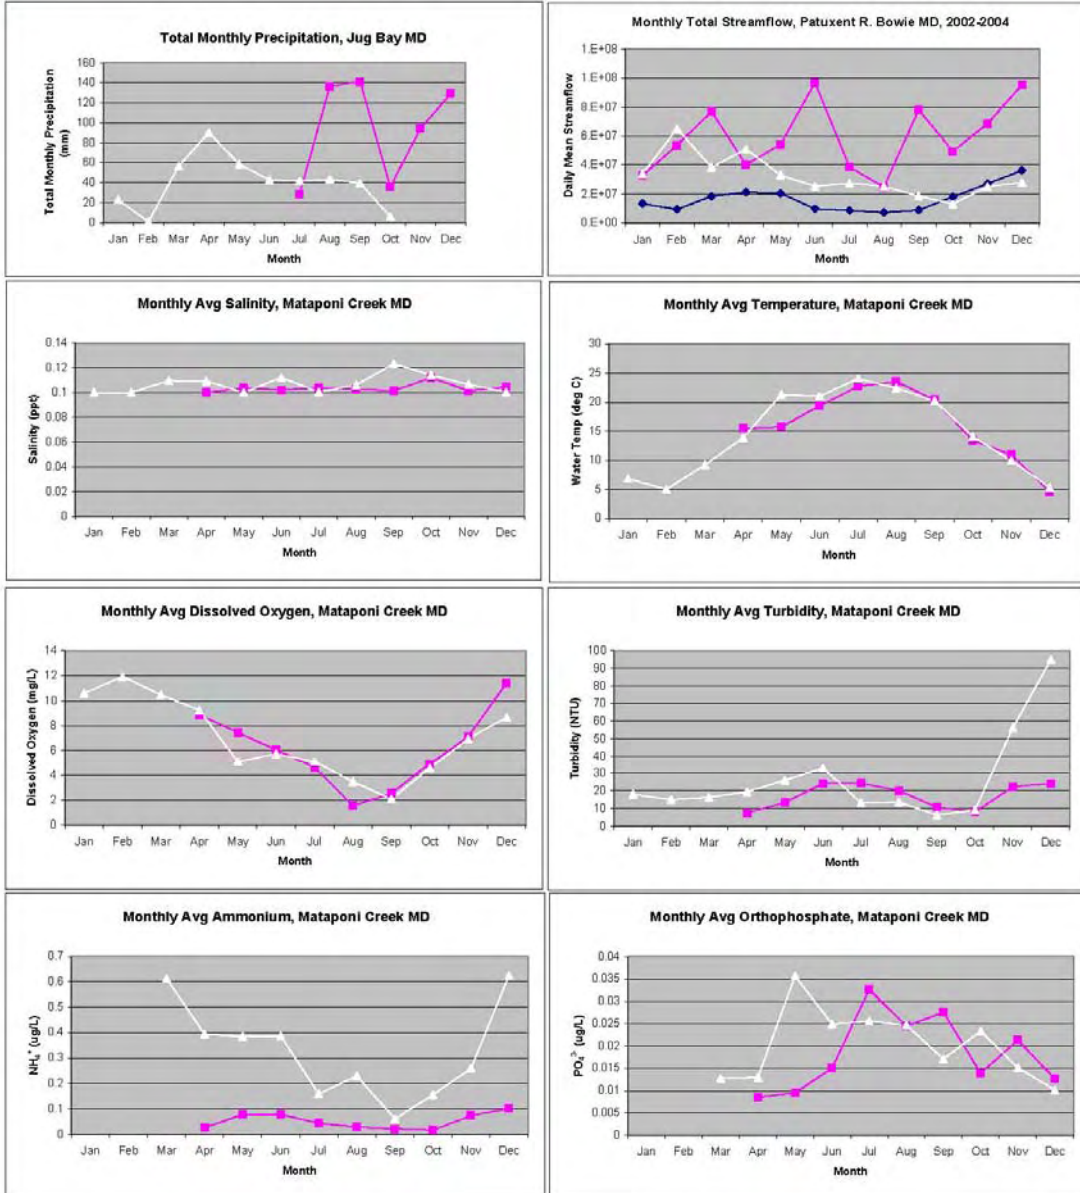 Total Monthly Precipitation, Jug Bay MD
Total Monthly Precipitation
(mm)
160
140
120
100
80
60
40
20
0
Jan Feb Mar Apr May Jun Jul Aug Sep Oct Nov Dec
Month
Monthly Total Streamflow, Patuxent R. Bowie MD, 2002-2004
Daily Mean Streamflow
1.E+08
1.E+08
8.E+07
6.E+07
4.E+07
2.E+07
0.E+00
Jan Feb Mar Apr May Jun Jul Aug Sep Oct Nov Dec
Month
Monthly Avg Salinity, Mataponi Creek MD
Salinity (ppt)
0.14
0.12
0.1
0.08
0.06
0.04
0.02
0
Jan Feb Mar Apr May Jun Jul Aug Sep Oct Nov Dec
Month
Monthly Avg Temperature, Mataponi Creek MD
Water Temp (deg C)
30
25
20
15
10
5
0
Jan Feb Mar Apr May Jun Jul Aug Sep Oct Nov Dec
Month
Monthly Avg Dissolved Oxygen, Mataponi Creek MD
Dissolved Oxygen (mg/L)
14
12
10
8
6
4
2
0
Jan Feb Mar Apr May Jun Jul Aug Sep Oct Nov Dec
Month
Monthly Avg Turbidity, Mataponi Creek MD
Turbidity (NTU)
100
90
80
70
60
50
40
30
20
10
0
Jan Feb Mar Apr May Jun Jul Aug Sep Oct Nov Dec
Month
Monthly Avg Ammonium, Mataponi Creek MD
NH₄⁺ (ug/L)
0.7
0.6
0.5
0.4
0.3
0.2
0.1
0
Jan Feb Mar Apr May Jun Jul Aug Sep Oct Nov Dec
Month
Monthly Avg Orthophosphate, Mataponi Creek MD
PO₄³⁻ (ug/L)
0.04
0.035
0.03
0.025
0.02
0.015
0.01
0.005
0
Jan Feb Mar Apr May Jun Jul Aug Sep Oct Nov Dec
Month